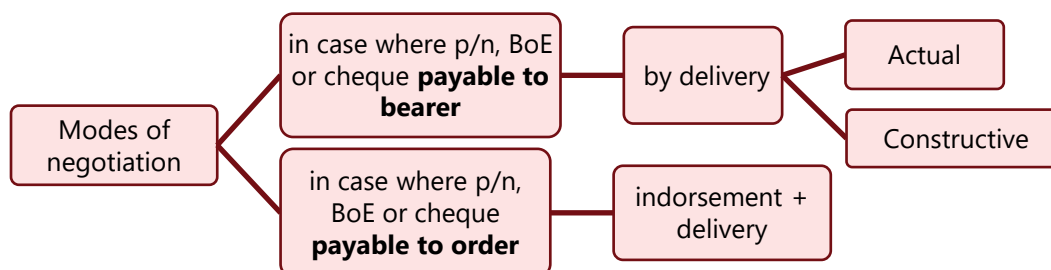 Modes of
negotiation
in case where p/n, BoE
or cheque payable to
bearer
by delivery
Actual
Constructive
in case where p/n,
BoE or cheque
payable to order
indorsement +
delivery